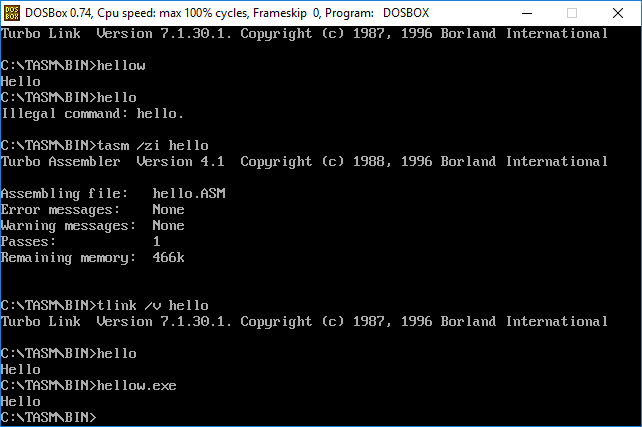 DOSBox 0.74, Cpu speed: max 100% cycles, Frameskip 0, Program: DOSBOX
Turbo Link  Version 7.1.30.1. Copyright (c) 1987, 1996 Borland International
C:\TASM\BIN>hellow
Hello
C:\TASM\BIN>hello
Illegal command: hello.
C:\TASM\BIN>tasm /zi hello
Turbo Assembler  Version 4.1  Copyright (c) 1988, 1996 Borland International
Assembling file:   hello.ASM
Error messages:    None
Warning messages:  None
Passes:            1
Remaining memory:  466k
C:\TASM\BIN>tlink /v hello
Turbo Link  Version 7.1.30.1. Copyright (c) 1987, 1996 Borland International
C:\TASM\BIN>hello
Hello
C:\TASM\BIN>hellow.exe
Hello
C:\TASM\BIN>